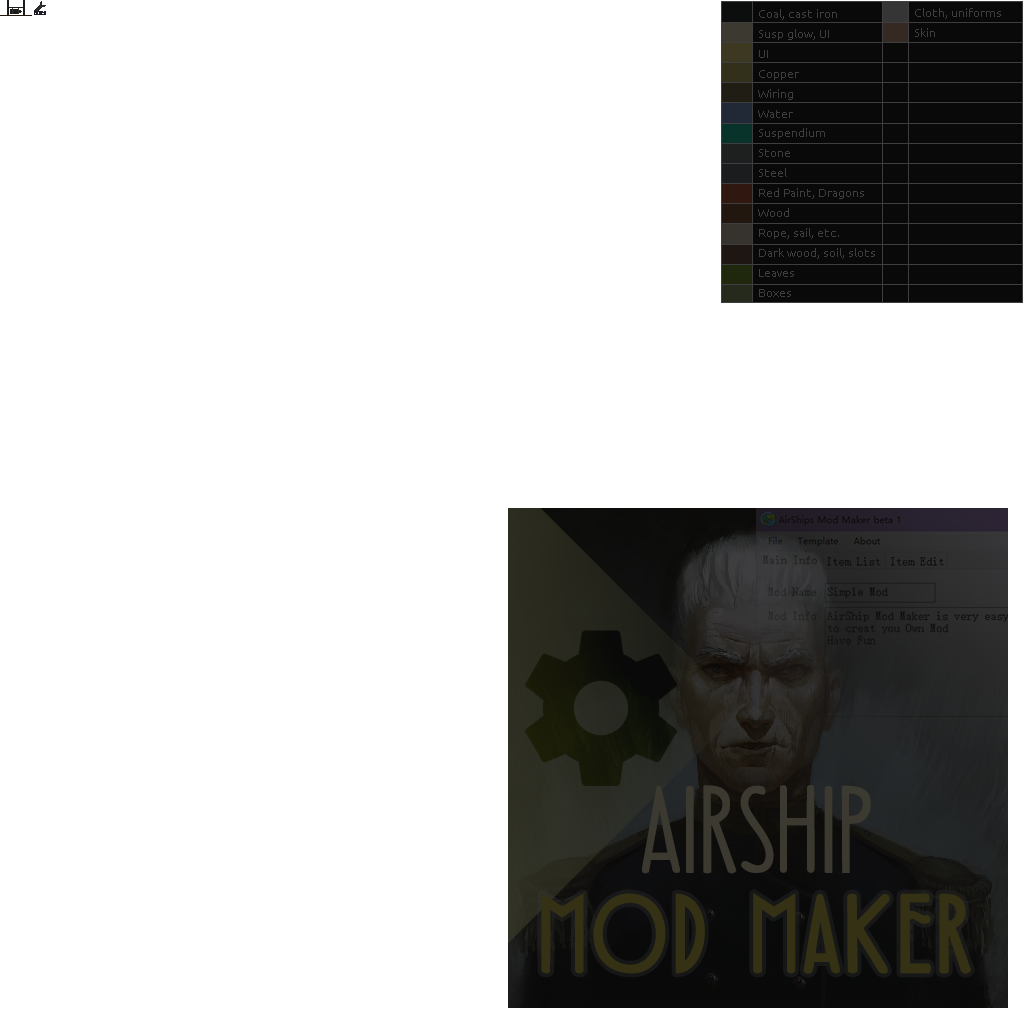 Coal, cast iron
Cloth, uniforms
Susp glow, UI
Skin
UI
Copper
Wiring
Water
Suspendium
Stone
Steel
Red Paint, Dragons
Wood
Rope, sail, etc.
Dark wood, soil, slots
Leaves
Boxes
AirShips Mod Maker beta 1
File Template About
Main Info Item List Item Edit
Mod Name Simple Mod
Mod Info AirShip Mod Maker is very easy
to creat you Own Mod
Have Fun
AIRSHIP
MOD MAKER